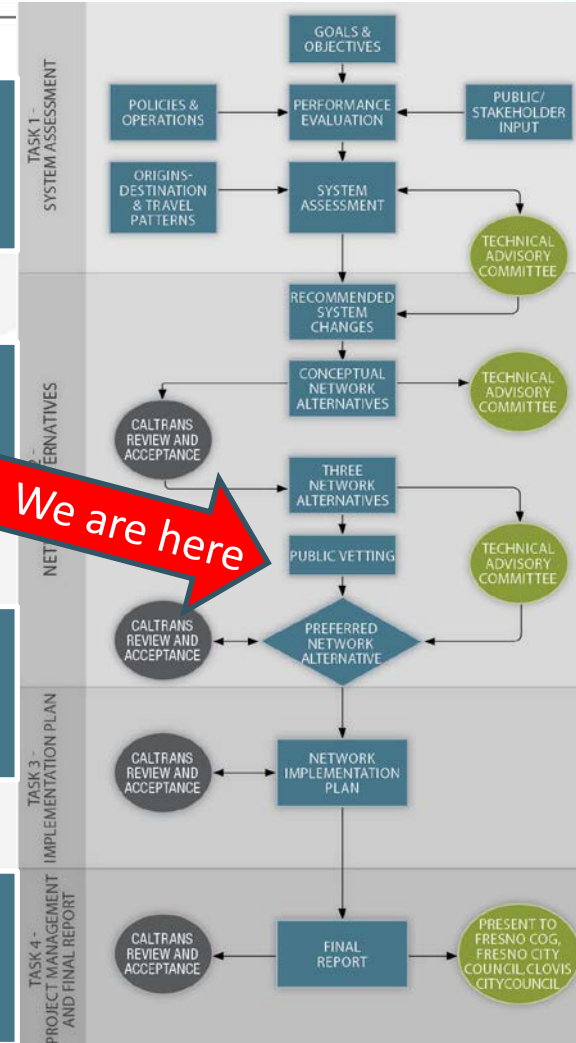 TASK 1 -
SYSTEM ASSESSMENT
GOALS &
OBJECTIVES
POLICIES &
OPERATIONS
PERFORMANCE
EVALUATION
PUBLIC/
STAKEHOLDER
INPUT
ORIGINS-
DESTINATION
& TRAVEL
PATTERNS
SYSTEM
ASSESSMENT
TECHNICAL
ADVISORY
COMMITTEE
RECOMMENDED
SYSTEM
CHANGES
CONCEPTUAL
NETWORK
ALTERNATIVES
TECHNICAL
ADVISORY
COMMITTEE
CALTRANS
REVIEW AND
ACCEPTANCE
THREE
NETWORK
ALTERNATIVES
We are here
PUBLIC VETTING
TECHNICAL
ADVISORY
COMMITTEE
CALTRANS
REVIEW AND
ACCEPTANCE
PREFERRED
NETWORK
ALTERNATIVE
TASK 3 -
IMPLEMENTATION PLAN
CALTRANS
REVIEW AND
ACCEPTANCE
NETWORK
IMPLEMENTATION
PLAN
TASK 4 -
PROJECT MANAGEMENT
AND FINAL REPORT
CALTRANS
REVIEW AND
ACCEPTANCE
FINAL
REPORT
PRESENT TO
FRESNO COG,
FRESNO CITY
COUNCIL,CLOVIS
CITYCOUNCIL